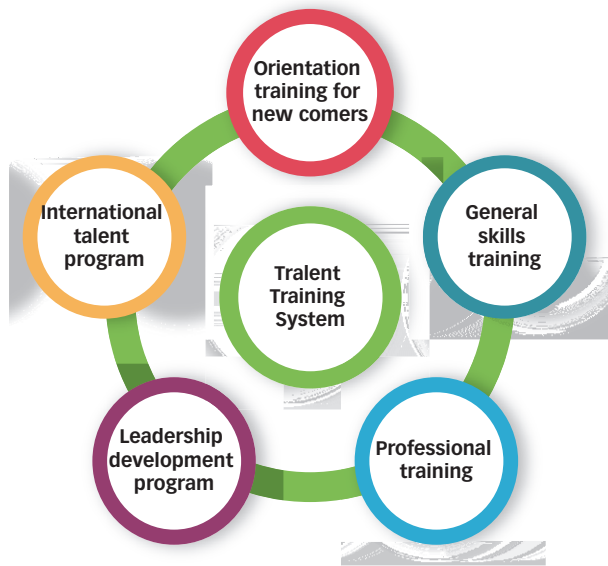 Orientation
training for
new comers
International
talent
program
General
skills
training
Tralent
Training
System
Leadership
development
program
Professional
training